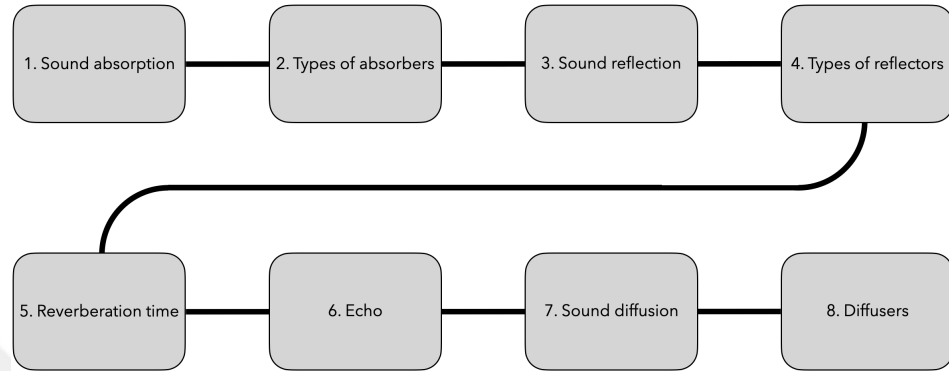 1. Sound absorption
2. Types of absorbers
3. Sound reflection
4. Types of reflectors
5. Reverberation time
6. Echo
7. Sound diffusion
8. Diffusers